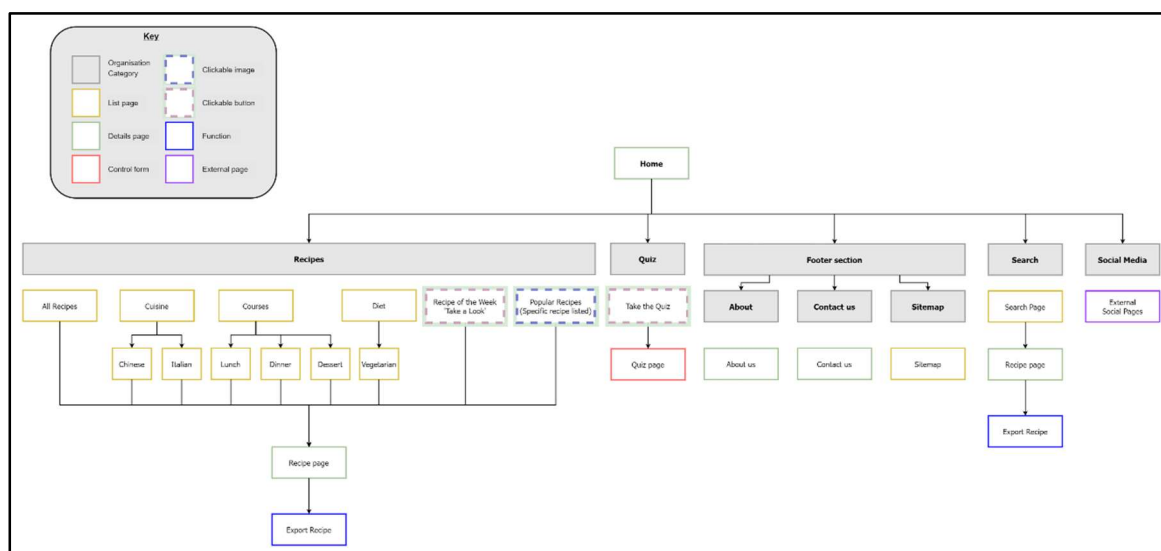 Key
Organisation
Category
Clickable image
List page
Clickable button
Details page
Function
Control form
External page
Home
Recipes
Quiz
Footer section
Search
Social Media
All Recipes
Cuisine
Courses
Diet
Recipe of the Week
'Take a Look'
Popular Recipes
(Specific recipe listed)
Take the Quiz
About
Contact us
Sitemap
Search Page
External
Social Pages
Chinese
Italian
Lunch
Dinner
Dessert
Vegetarian
Quiz page
About us
Contact us
Sitemap
Recipe page
Export Recipe
Recipe page
Export Recipe